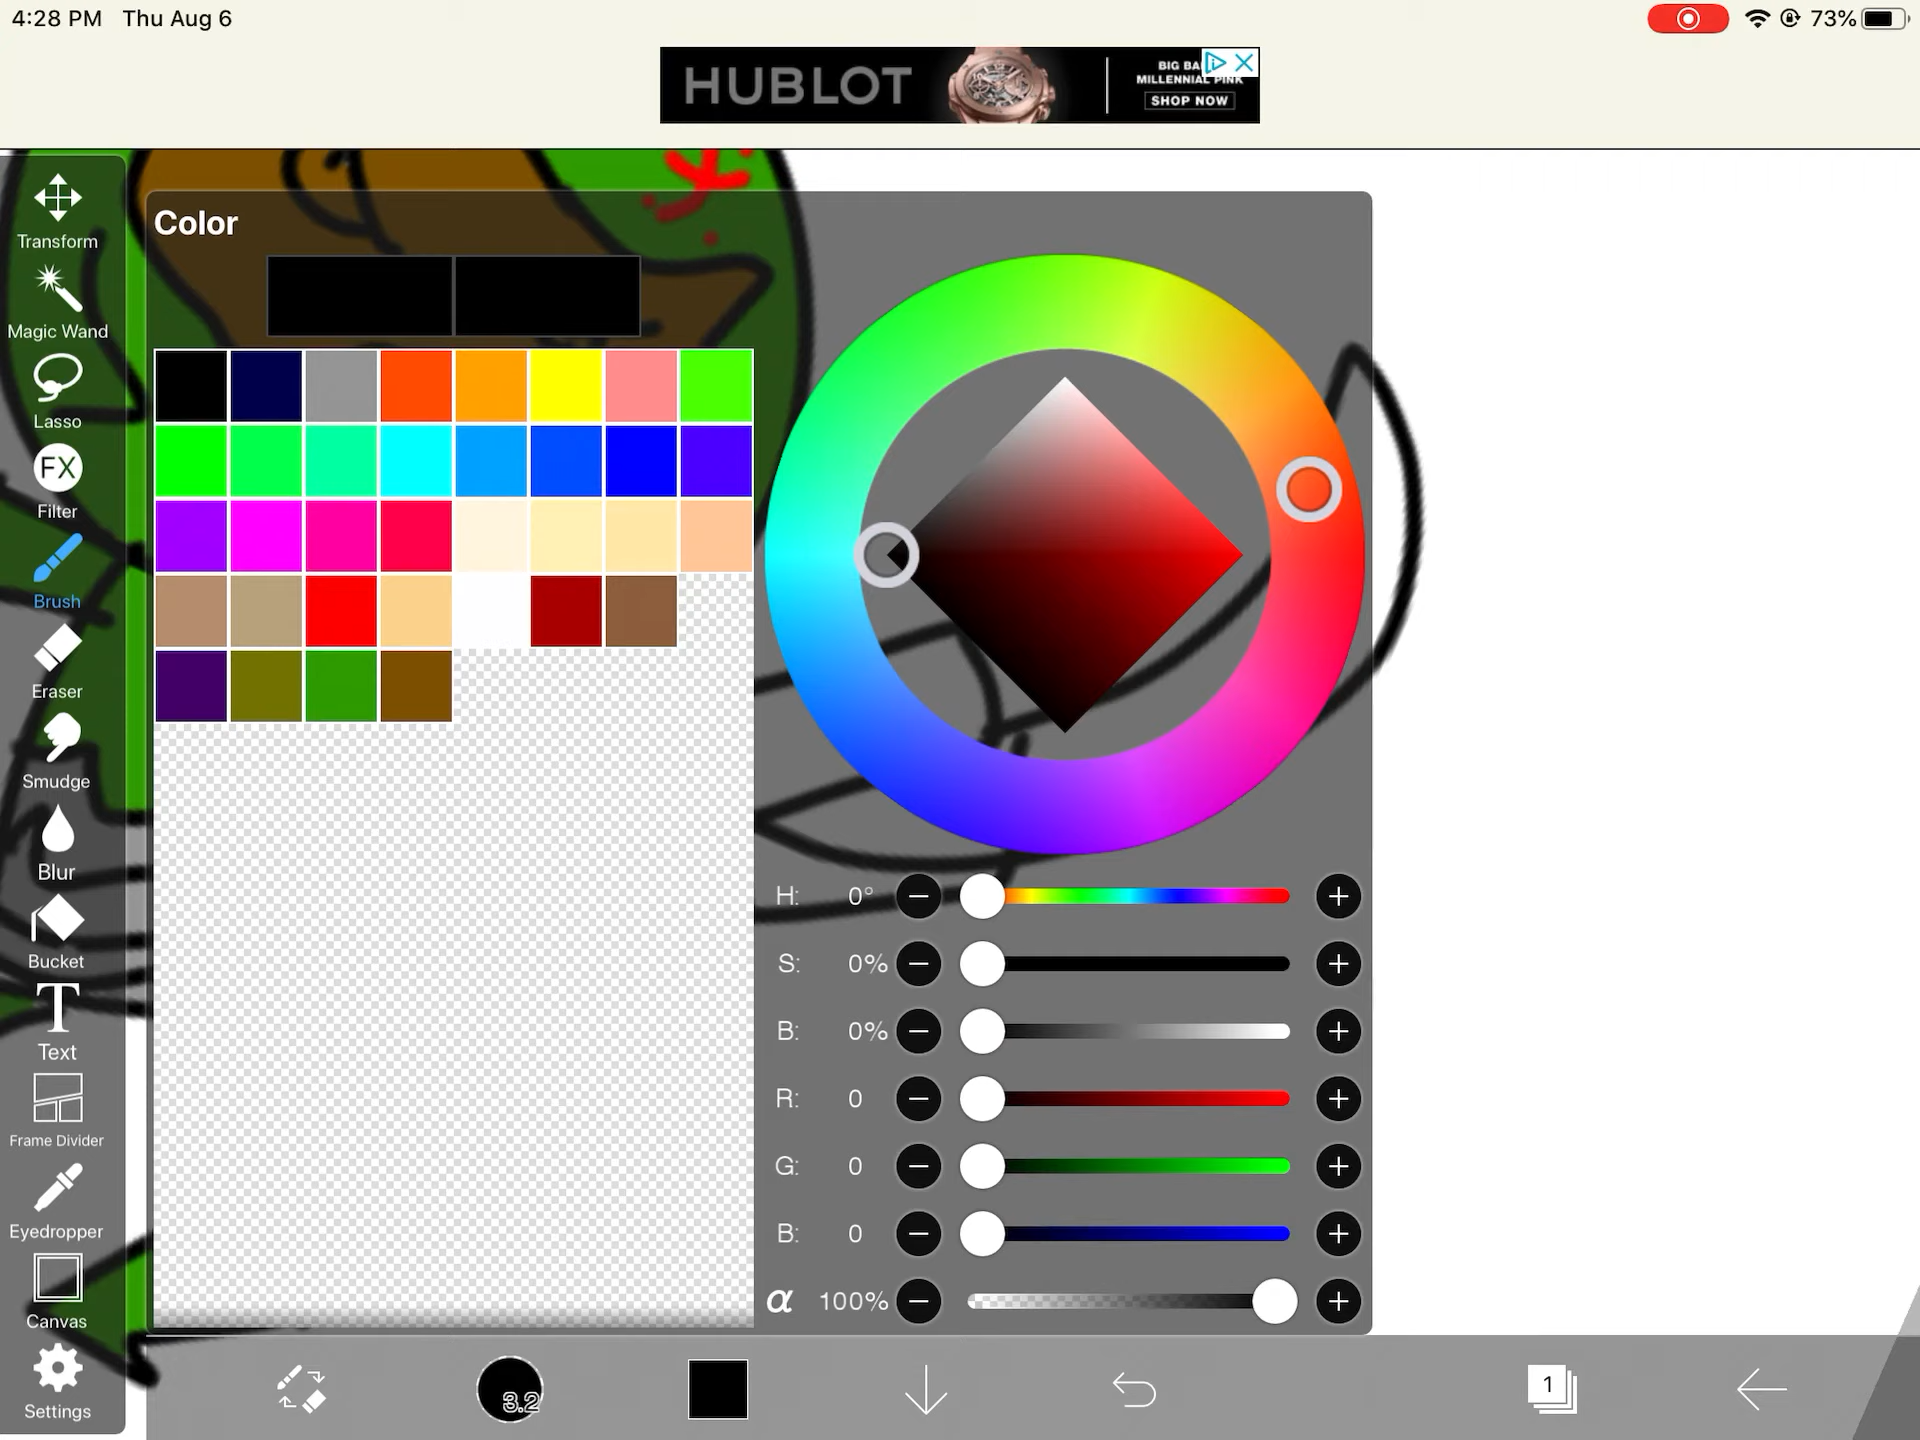 4:28 PM Thu Aug 6
73%
HUBLOT
BIG BA
MILLENNIAL PINK
SHOP NOW
Transform
Magic Wand
Lasso
FX
Filter
Brush
Eraser
Smudge
Blur
Bucket
T
Text
Frame Divider
Eyedropper
Canvas
Settings
Color
H: 0°
S: 0%
B: 0%
R: 0
G: 0
B: 0
α 100%
3.2
1